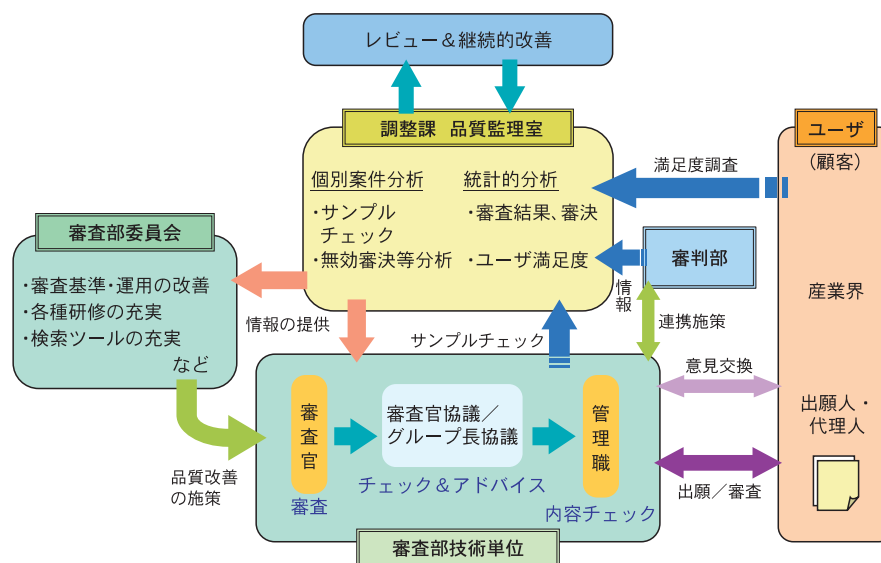 レビュー＆継続的改善
調整課　品質監理室
個別案件分析
・サンプル
チェック
・無効審決等分析
統計的分析
・審査結果、審決
・ユーザ満足度
ユーザ
（顧客）
産業界
出願人・
代理人
満足度調査
審判部
情報
連携施策
審査部委員会
・審査基準・運用の改善
・各種研修の充実
・検索ツールの充実
など
情報の提供
サンプルチェック
意見交換
出願／審査
品質改善
の施策
審査官
審査
審査官協議／
グループ長協議
チェック＆アドバイス
管理職
内容チェック
審査部技術単位